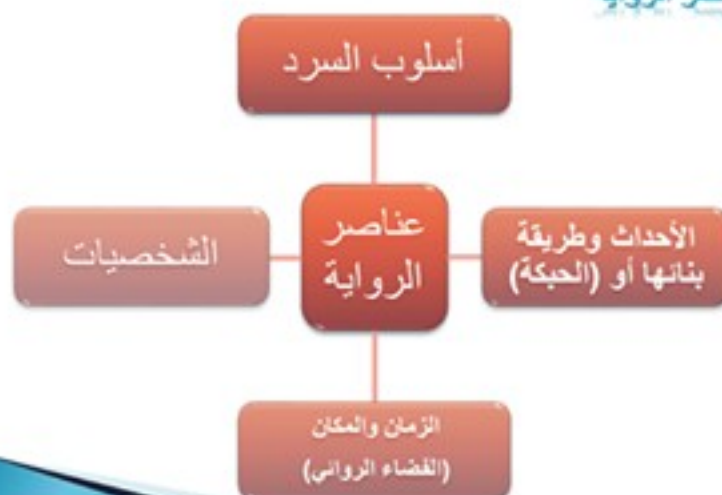 أسلوب السرد
عناصر
الرواية
الأحداث وطريقة
بنائها أو (الحبكة)
الشخصيات
الزمان والمكان
(الفضاء الروائي)